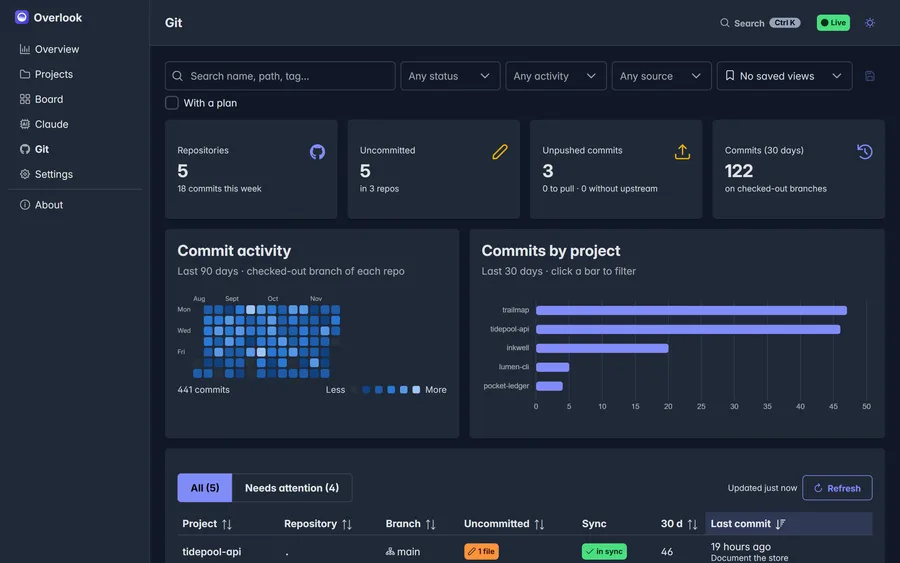 Overlook
Overview
Projects
Board
Claude
Git
Settings
About
Git
Search Ctrl K
Live
Search name, path, tag...
Any status
Any activity
Any source
No saved views
With a plan
Repositories
5
18 commits this week
Uncommitted
5
in 3 repos
Unpushed commits
3
0 to pull · 0 without upstream
Commits (30 days)
122
on checked-out branches
Commit activity
Last 90 days · checked-out branch of each repo
Aug Sept Oct Nov
Mon
Wed
Fri
441 commits
Less More
Commits by project
Last 30 days · click a bar to filter
trailmap
tidepool-api
inkwell
lumen-cli
pocket-ledger
0 5 10 15 20 25 30 35 40 45 50
All (5) Needs attention (4)
Updated just now Refresh
Project Repository Branch Uncommitted Sync 30 d Last commit
tidepool-api . main 1 file in sync 46 19 hours ago
Document the store